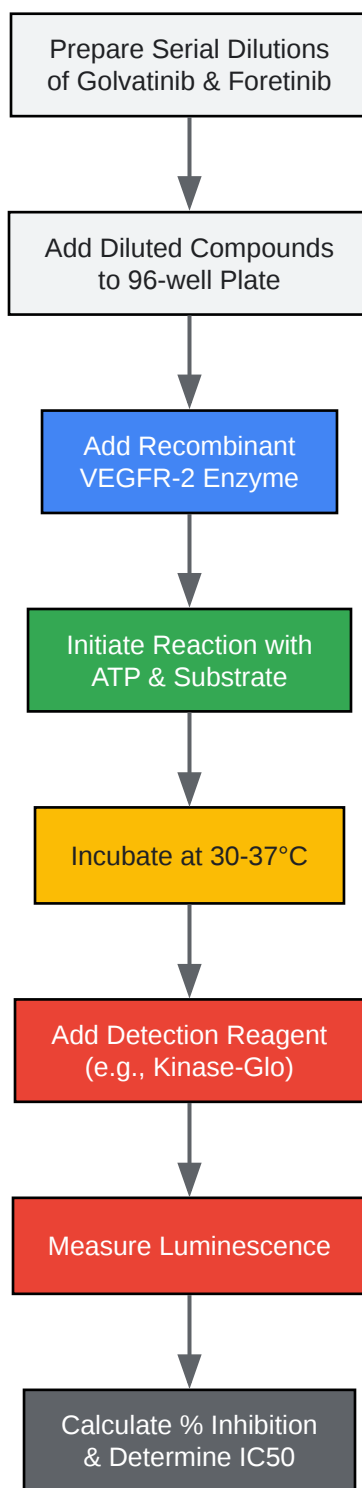 Prepare Serial Dilutions
of Golvatinib & Foretinib
Add Diluted Compounds
to 96-well Plate
Add Recombinant
VEGFR-2 Enzyme
Initiate Reaction with
ATP & Substrate
Incubate at 30-37°C
Add Detection Reagent
(e.g., Kinase-Glo)
Measure Luminescence
Calculate % Inhibition
& Determine IC50